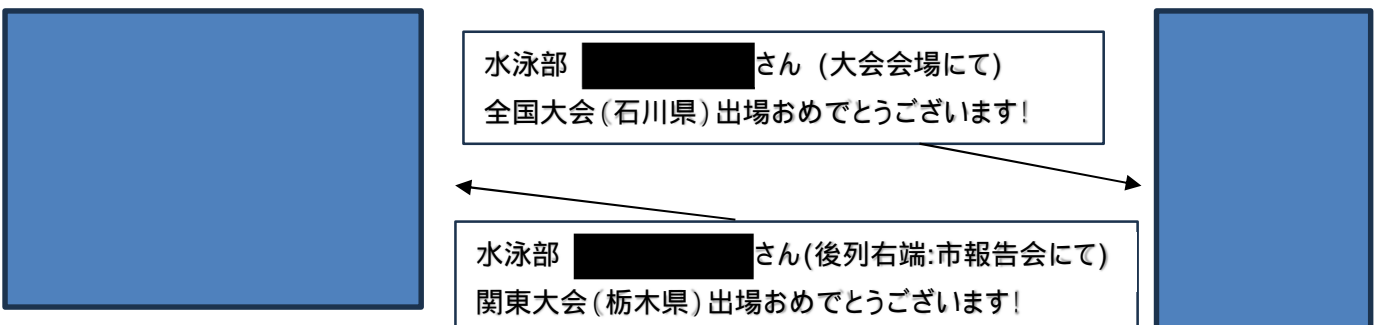 水泳部 さん (大会会場にて)
全国大会(石川県)出場おめでとうございます!
水泳部 さん(後列右端:市報告会にて)
関東大会(栃木県)出場おめでとうございます!